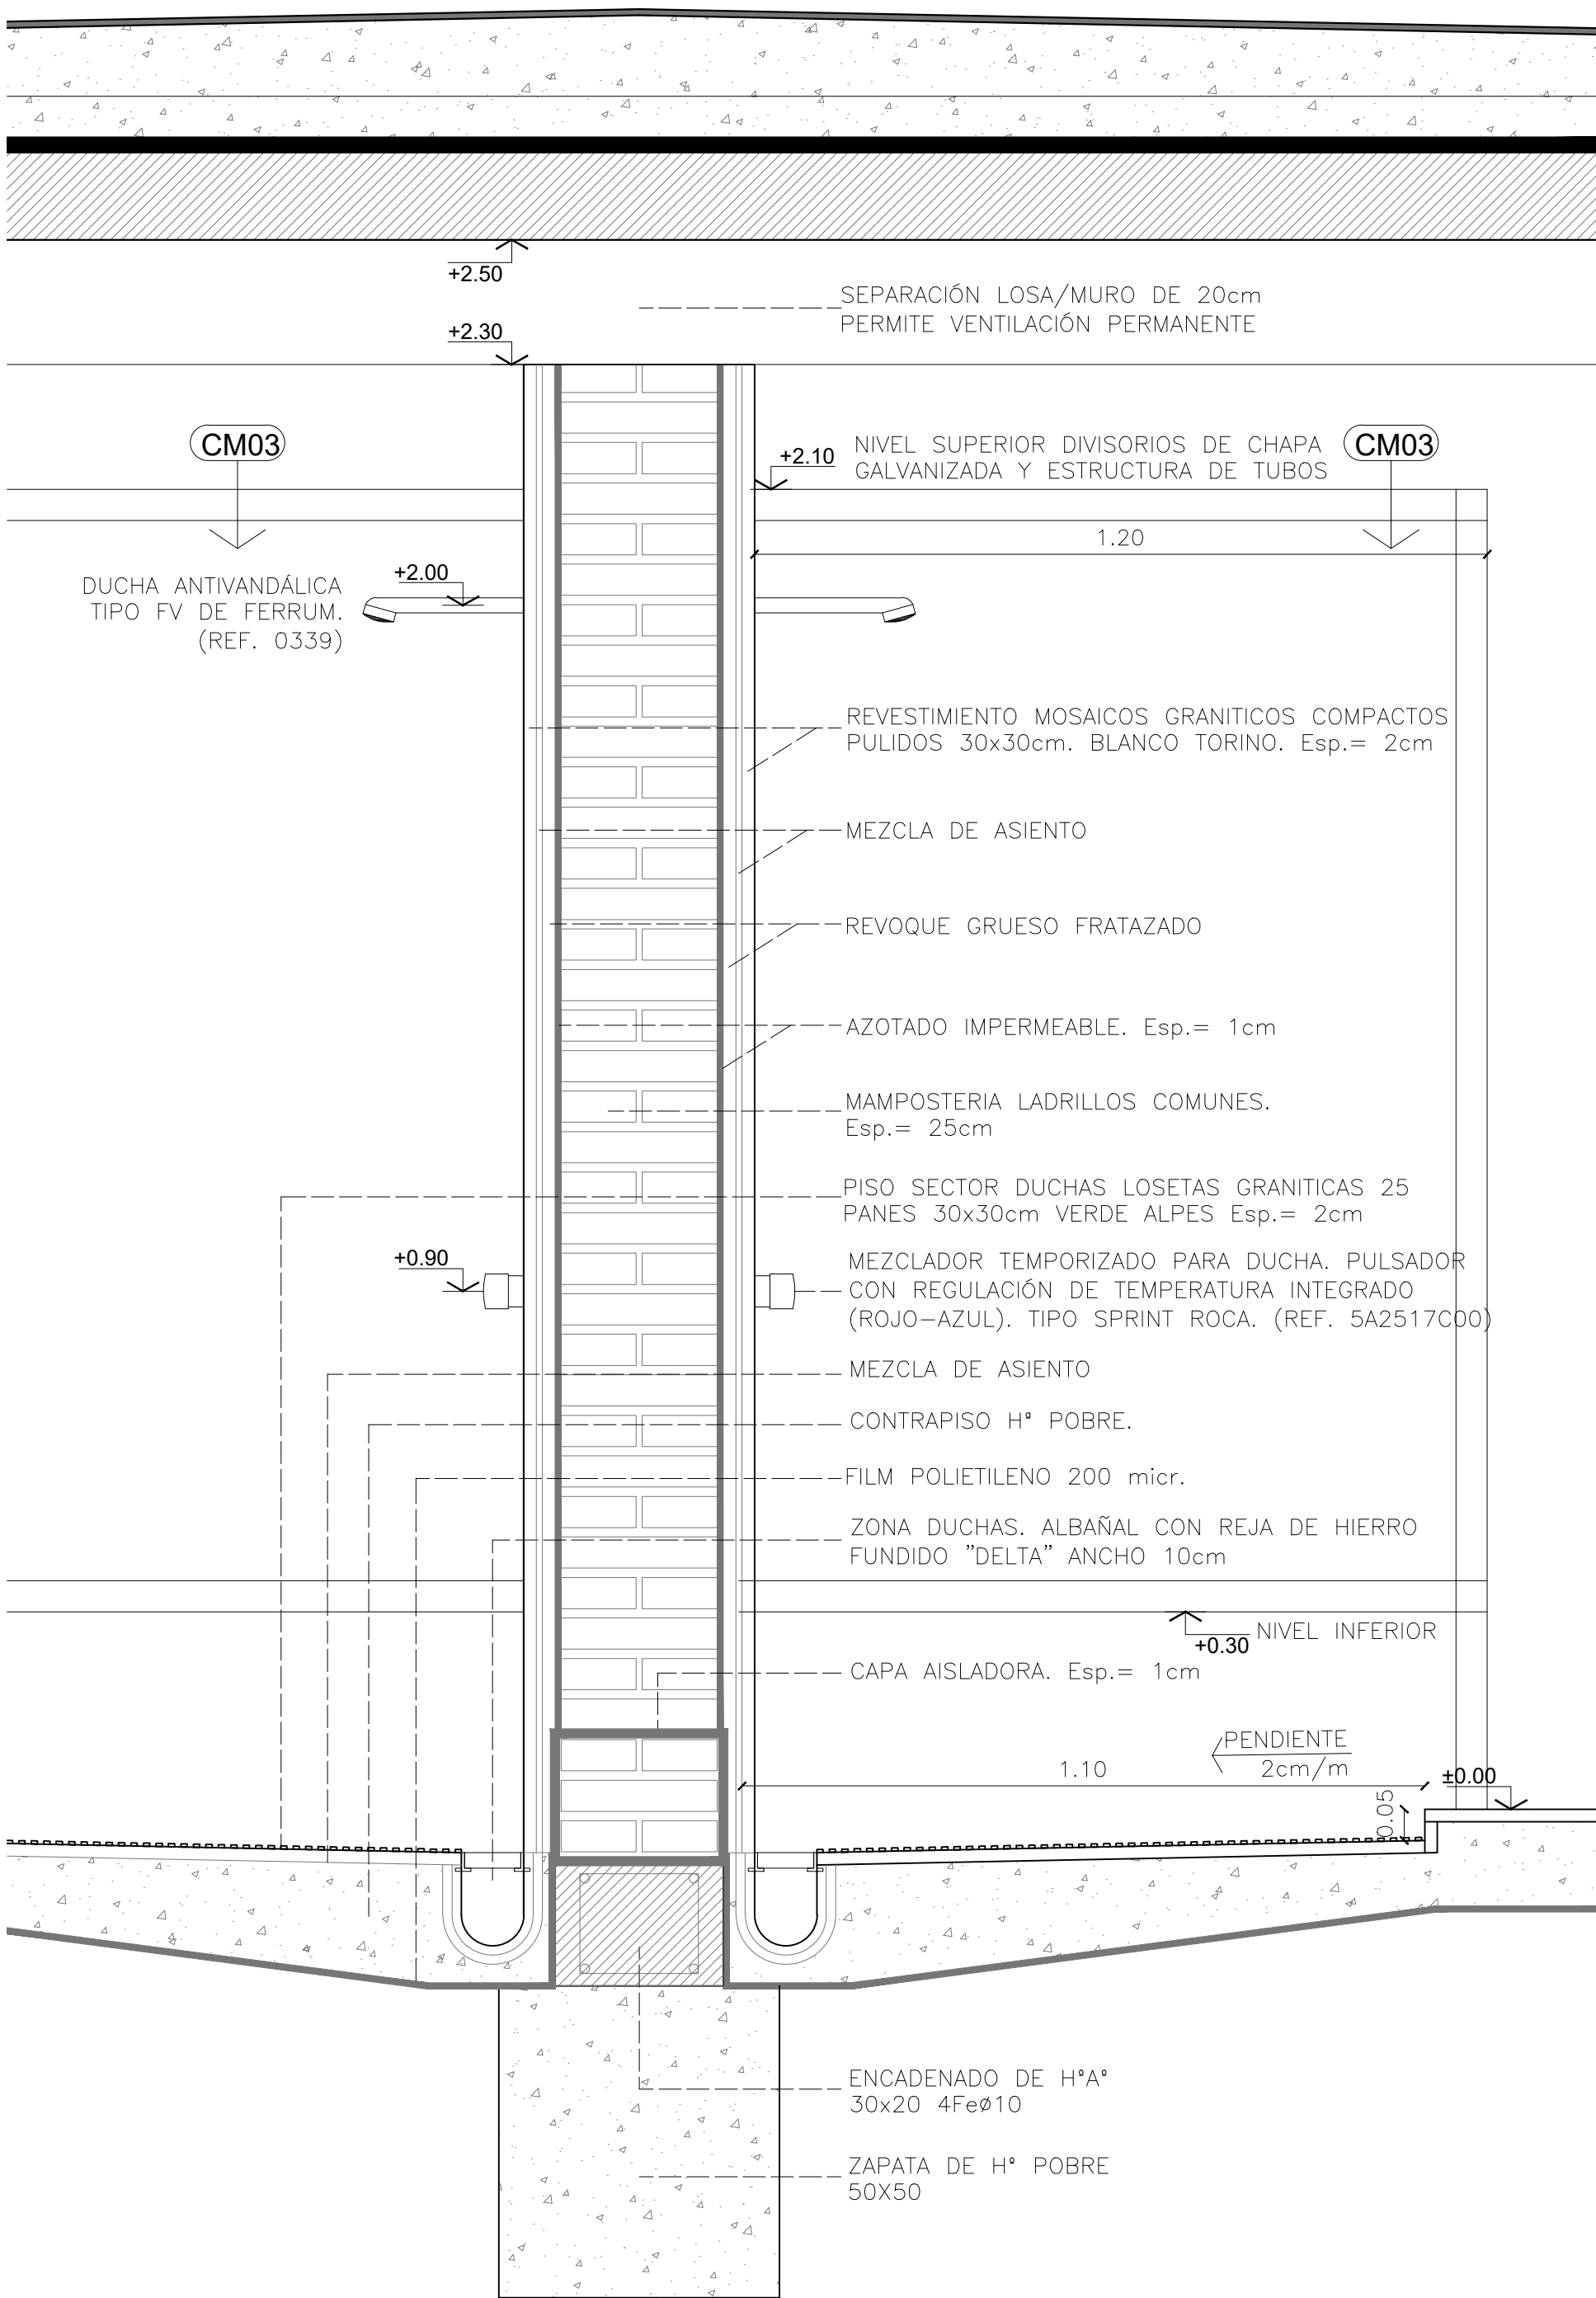 +2.50
SEPARACIÓN LOSA/MURO DE 20cm
PERMITE VENTILACIÓN PERMANENTE
+2.30
CM03
+2.10
NIVEL SUPERIOR DIVISORIOS DE CHAPA
GALVANIZADA Y ESTRUCTURA DE TUBOS
CM03
1.20
DUCHA ANTIVANDÁLICA
TIPO FV DE FERRUM.
(REF. 0339)
+2.00
REVESTIMIENTO MOSAICOS GRANITICOS COMPACTOS
PULIDOS 30x30cm. BLANCO TORINO. Esp.= 2cm
MEZCLA DE ASIENTO
REVOQUE GRUESO FRATAZADO
AZOTADO IMPERMEABLE. Esp.= 1cm
MAMPOSTERIA LADRILLOS COMUNES.
Esp.= 25cm
PISO SECTOR DUCHAS LOSETAS GRANITICAS 25
PANES 30x30cm VERDE ALPES Esp.= 2cm
+0.90
MEZCLADOR TEMPORIZADO PARA DUCHA. PULSADOR
CON REGULACIÓN DE TEMPERATURA INTEGRADO
(ROJO-AZUL). TIPO SPRINT ROCA. (REF. 5A2517C00)
MEZCLA DE ASIENTO
CONTRAPISO Hª POBRE.
FILM POLIETILENO 200 micr.
ZONA DUCHAS. ALBAÑAL CON REJA DE HIERRO
FUNDIDO "DELTA" ANCHO 10cm
+0.30
NIVEL INFERIOR
CAPA AISLADORA. Esp.= 1cm
PENDIENTE
2cm/m
1.10
±0.00
0.05
ENCADENADO DE HªAª
30x20 4Feø10
ZAPATA DE Hª POBRE
50X50